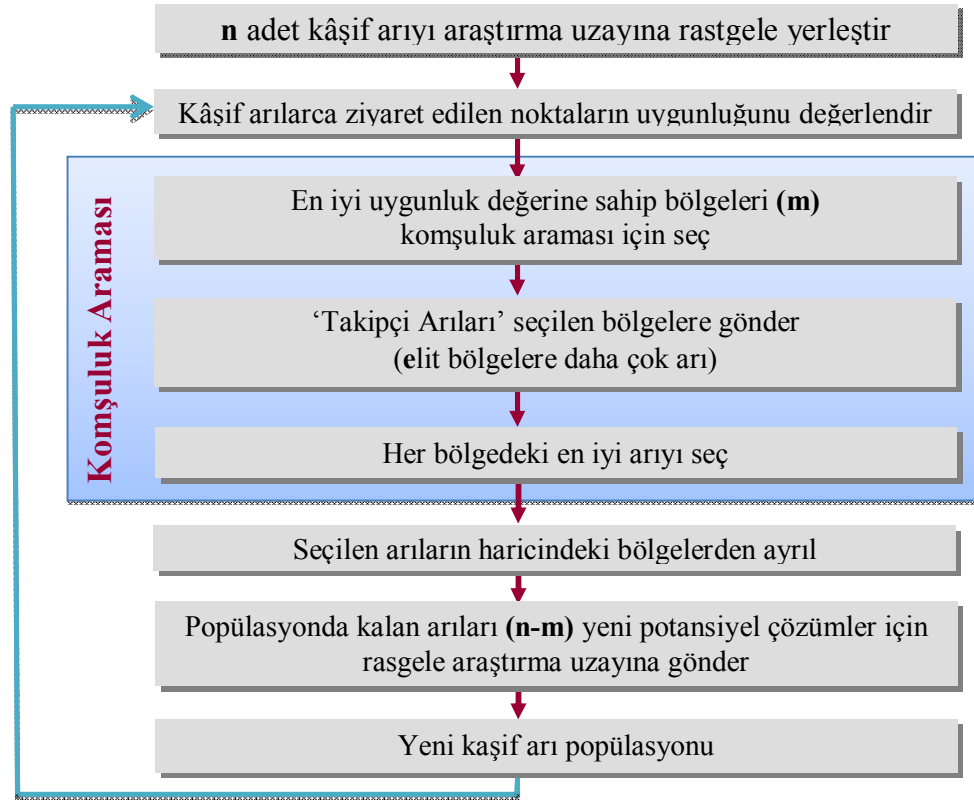 n adet kâşif arıyı araştırma uzayına rastgele yerleştir
Kâşif arılarca ziyaret edilen noktaların uygunluğunu değerlendir
Komşuluk Araması
En iyi uygunluk değerine sahip bölgeleri (m)
komşuluk araması için seç
‘Takipçi Arıları’ seçilen bölgelere gönder
(elit bölgelere daha çok arı)
Her bölgedeki en iyi arıyı seç
Seçilen arıların haricindeki bölgelerden ayrıl
Popülasyonda kalan arıları (n-m) yeni potansiyel çözümler için
rasgele araştırma uzayına gönder
Yeni kaşif arı popülasyonu